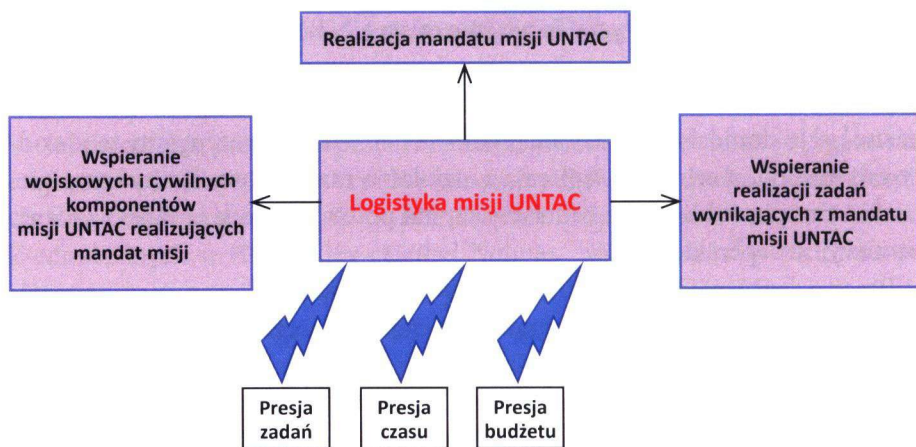 Realizacja mandatu misji UNTAC
Wspieranie
wojskowych i cywilnych
komponentów
misji UNTAC realizujących
mandat misji
Logistyka misji UNTAC
Wspieranie
realizacji zadań
wynikających z mandatu
misji UNTAC
Presja
zadań
Presja
czasu
Presja
budżetu